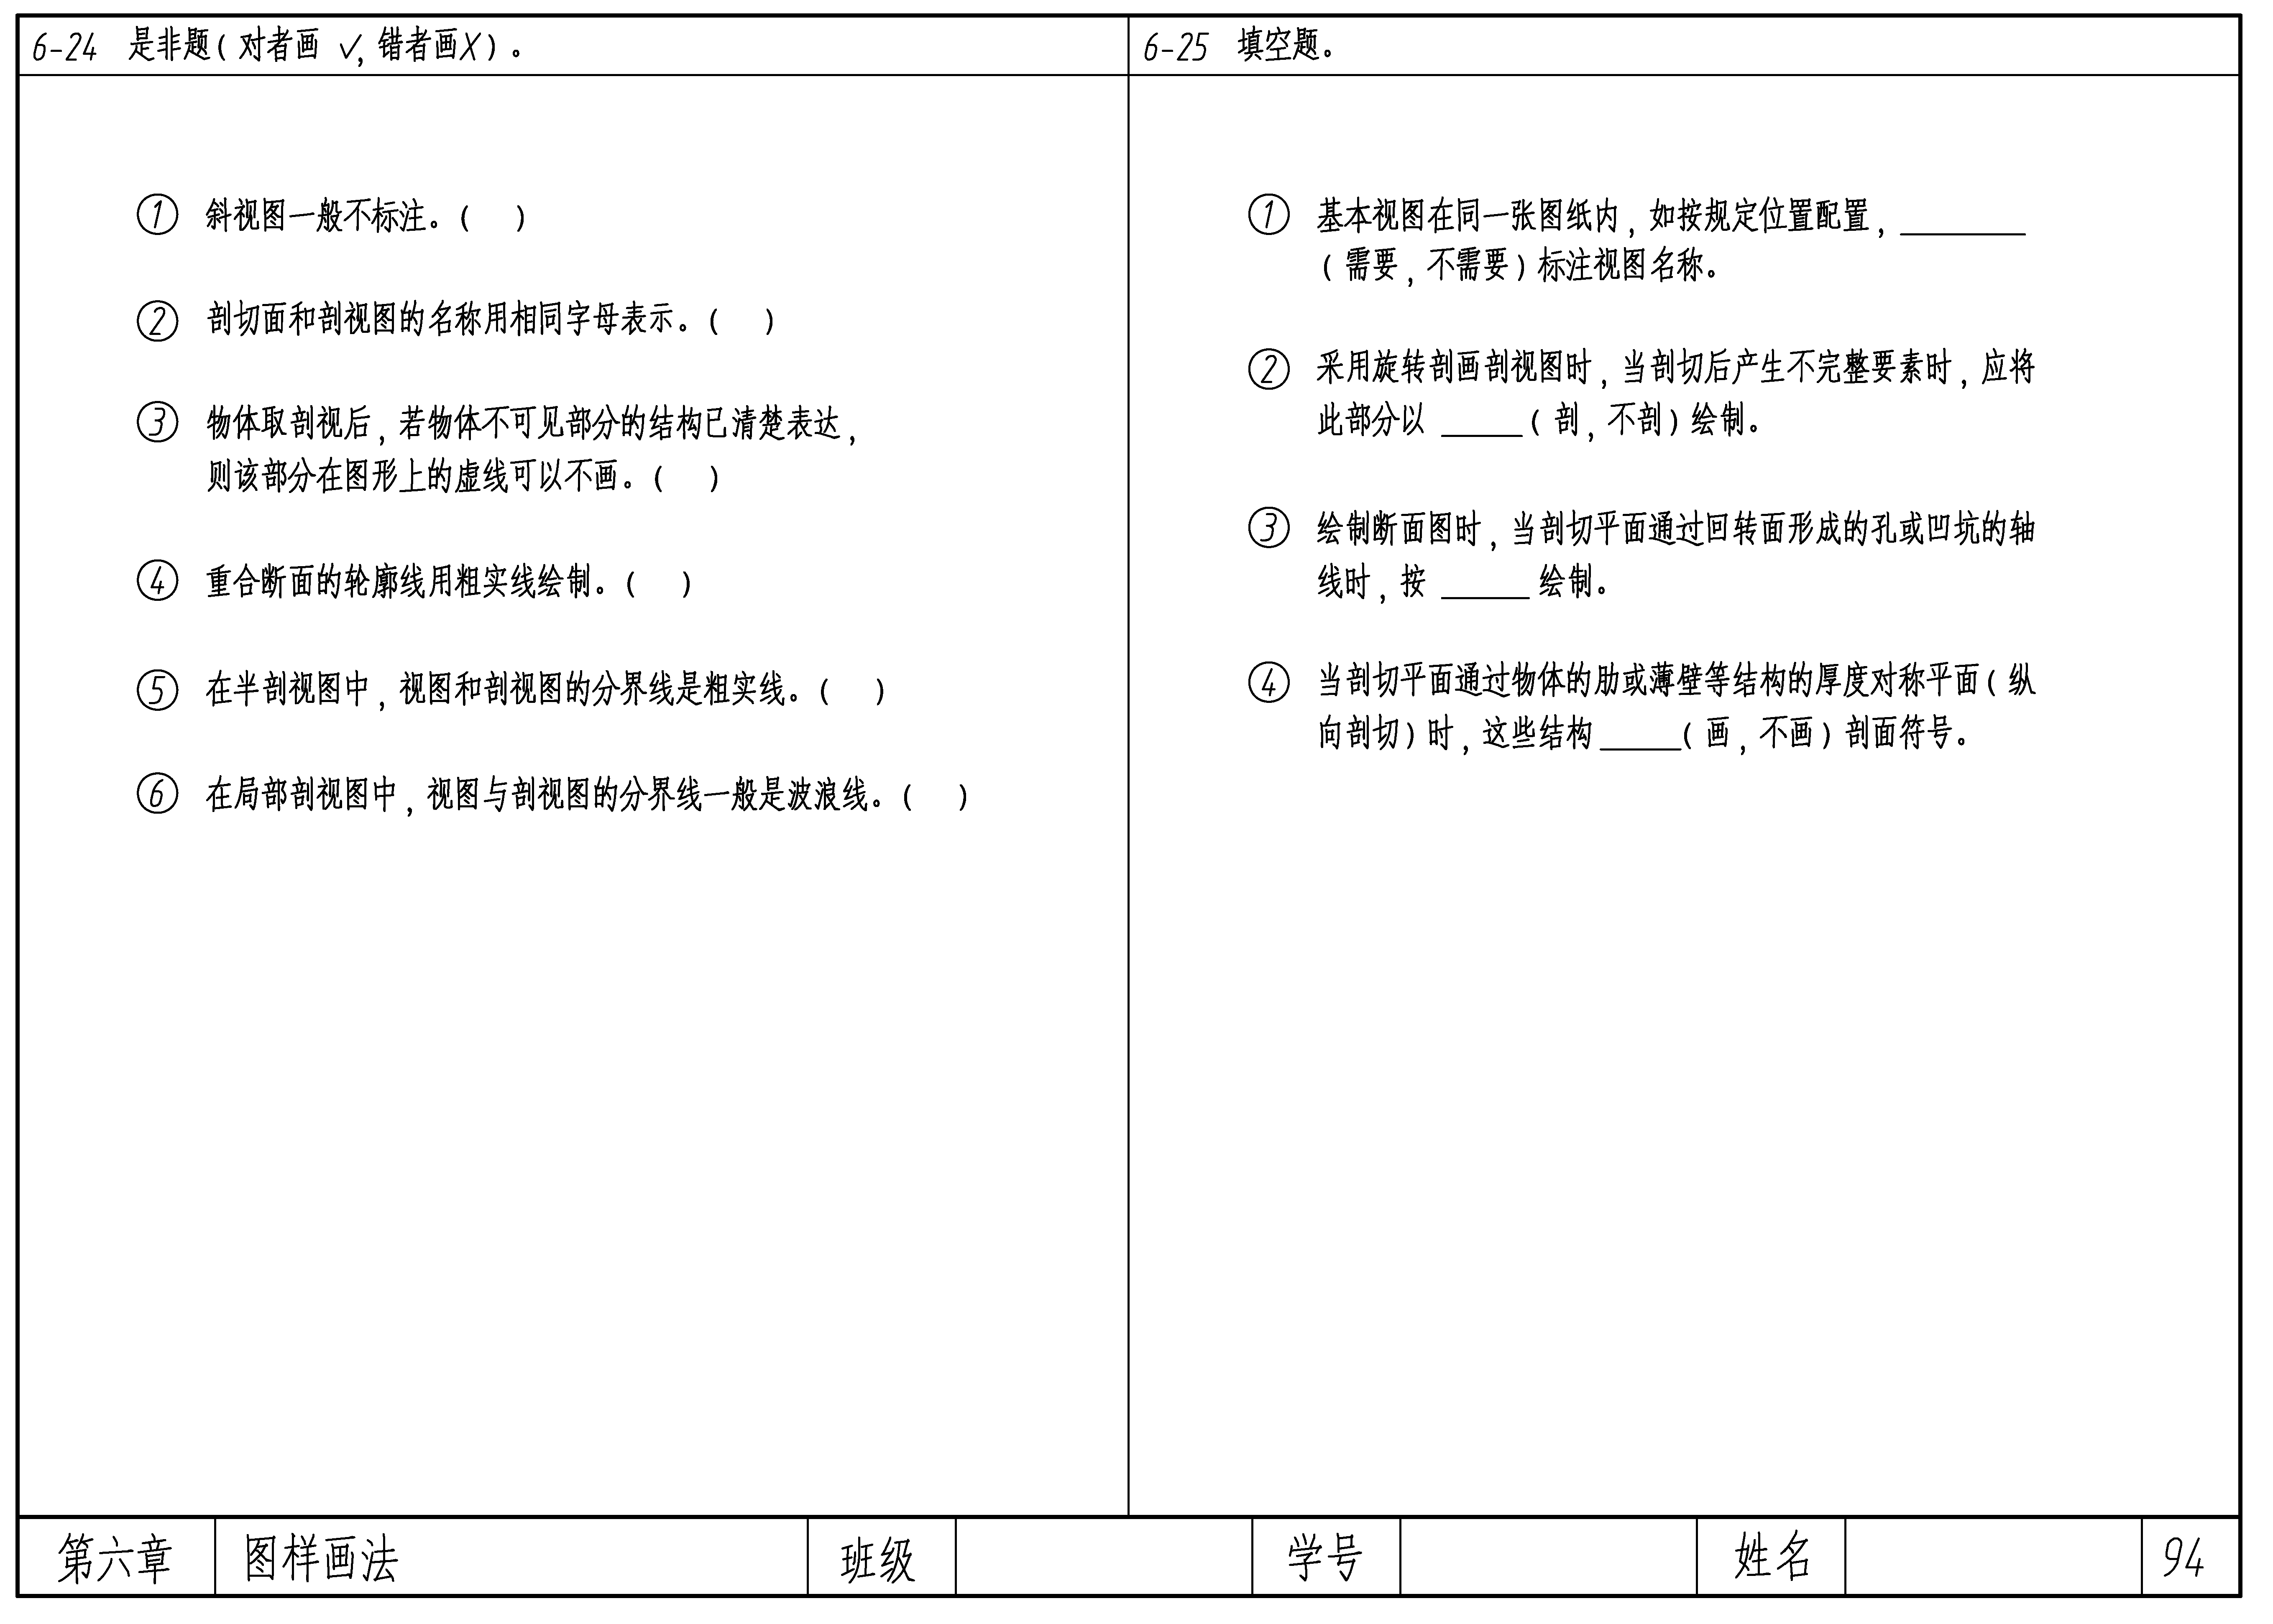 6-24 是非题(对者画 √, 错者画X)。
① 斜视图一般不标注。( )
② 剖切面和剖视图的名称用相同字母表示。( )
③ 物体取剖视后, 若物体不可见部分的结构已清楚表达,
则该部分在图形上的虚线可以不画。( )
④ 重合断面的轮廓线用粗实线绘制。( )
⑤ 在半剖视图中, 视图和剖视图的分界线是粗实线。( )
⑥ 在局部剖视图中, 视图与剖视图的分界线一般是波浪线。( )
6-25 填空题。
① 基本视图在同一张图纸内, 如按规定位置配置, ________
(需要, 不需要)标注视图名称。
② 采用旋转剖画剖视图时, 当剖切后产生不完整要素时, 应将
此部分以 _____(剖, 不剖)绘制。
③ 绘制断面图时, 当剖切平面通过回转面形成的孔或凹坑的轴
线时, 按 _____ 绘制。
④ 当剖切平面通过物体的肋或薄壁等结构的厚度对称平面(纵
向剖切)时, 这些结构_____(画, 不画)剖面符号。
第六章 图样画法 班级 学号 姓名 94